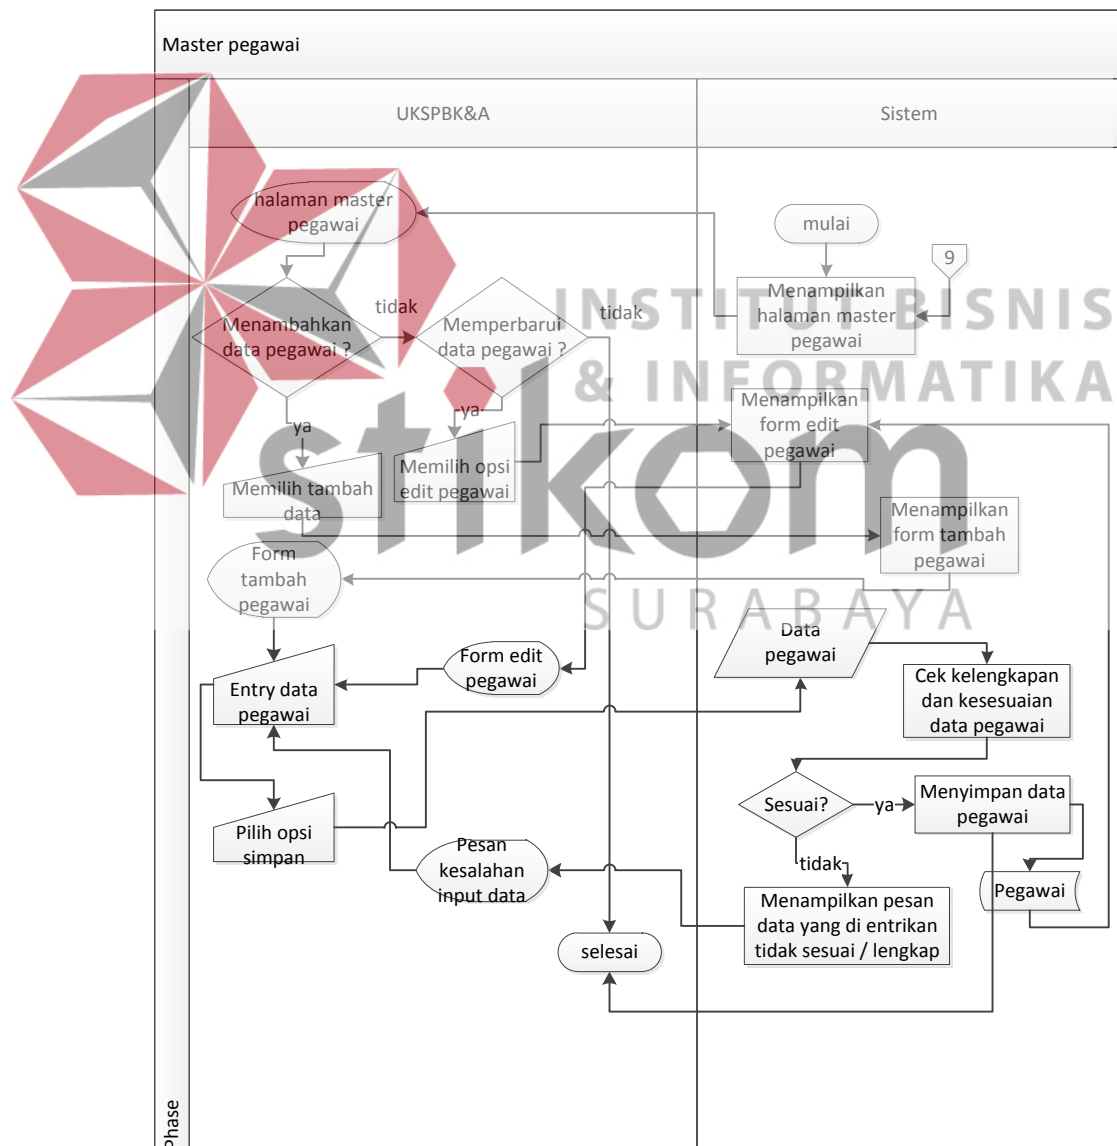 Master pegawai
UKSPBK&A
Sistem
halaman master
pegawai
mulai
9
Menampilkan
halaman master
pegawai
tidak
tidak
Menambahkan
data pegawai ?
Memperbarui
data pegawai ?
INSTITUT BISNIS
& INFORMATIKA
stikom
SURABAYA
ya
ya
Menampilkan
form edit
pegawai
Memilih tambah
data
Memilih opsi
edit pegawai
Menampilkan
form tambah
pegawai
Form
tambah
pegawai
Data
pegawai
Form edit
pegawai
Entry data
pegawai
Cek kelengkapan
dan kesesuaian
data pegawai
Sesuai?
ya
Menyimpan data
pegawai
Pilih opsi
simpan
tidak
Pesan
kesalahan
input data
Pegawai
Menampilkan pesan
data yang di entrikan
tidak sesuai / lengkap
selesai
Phase